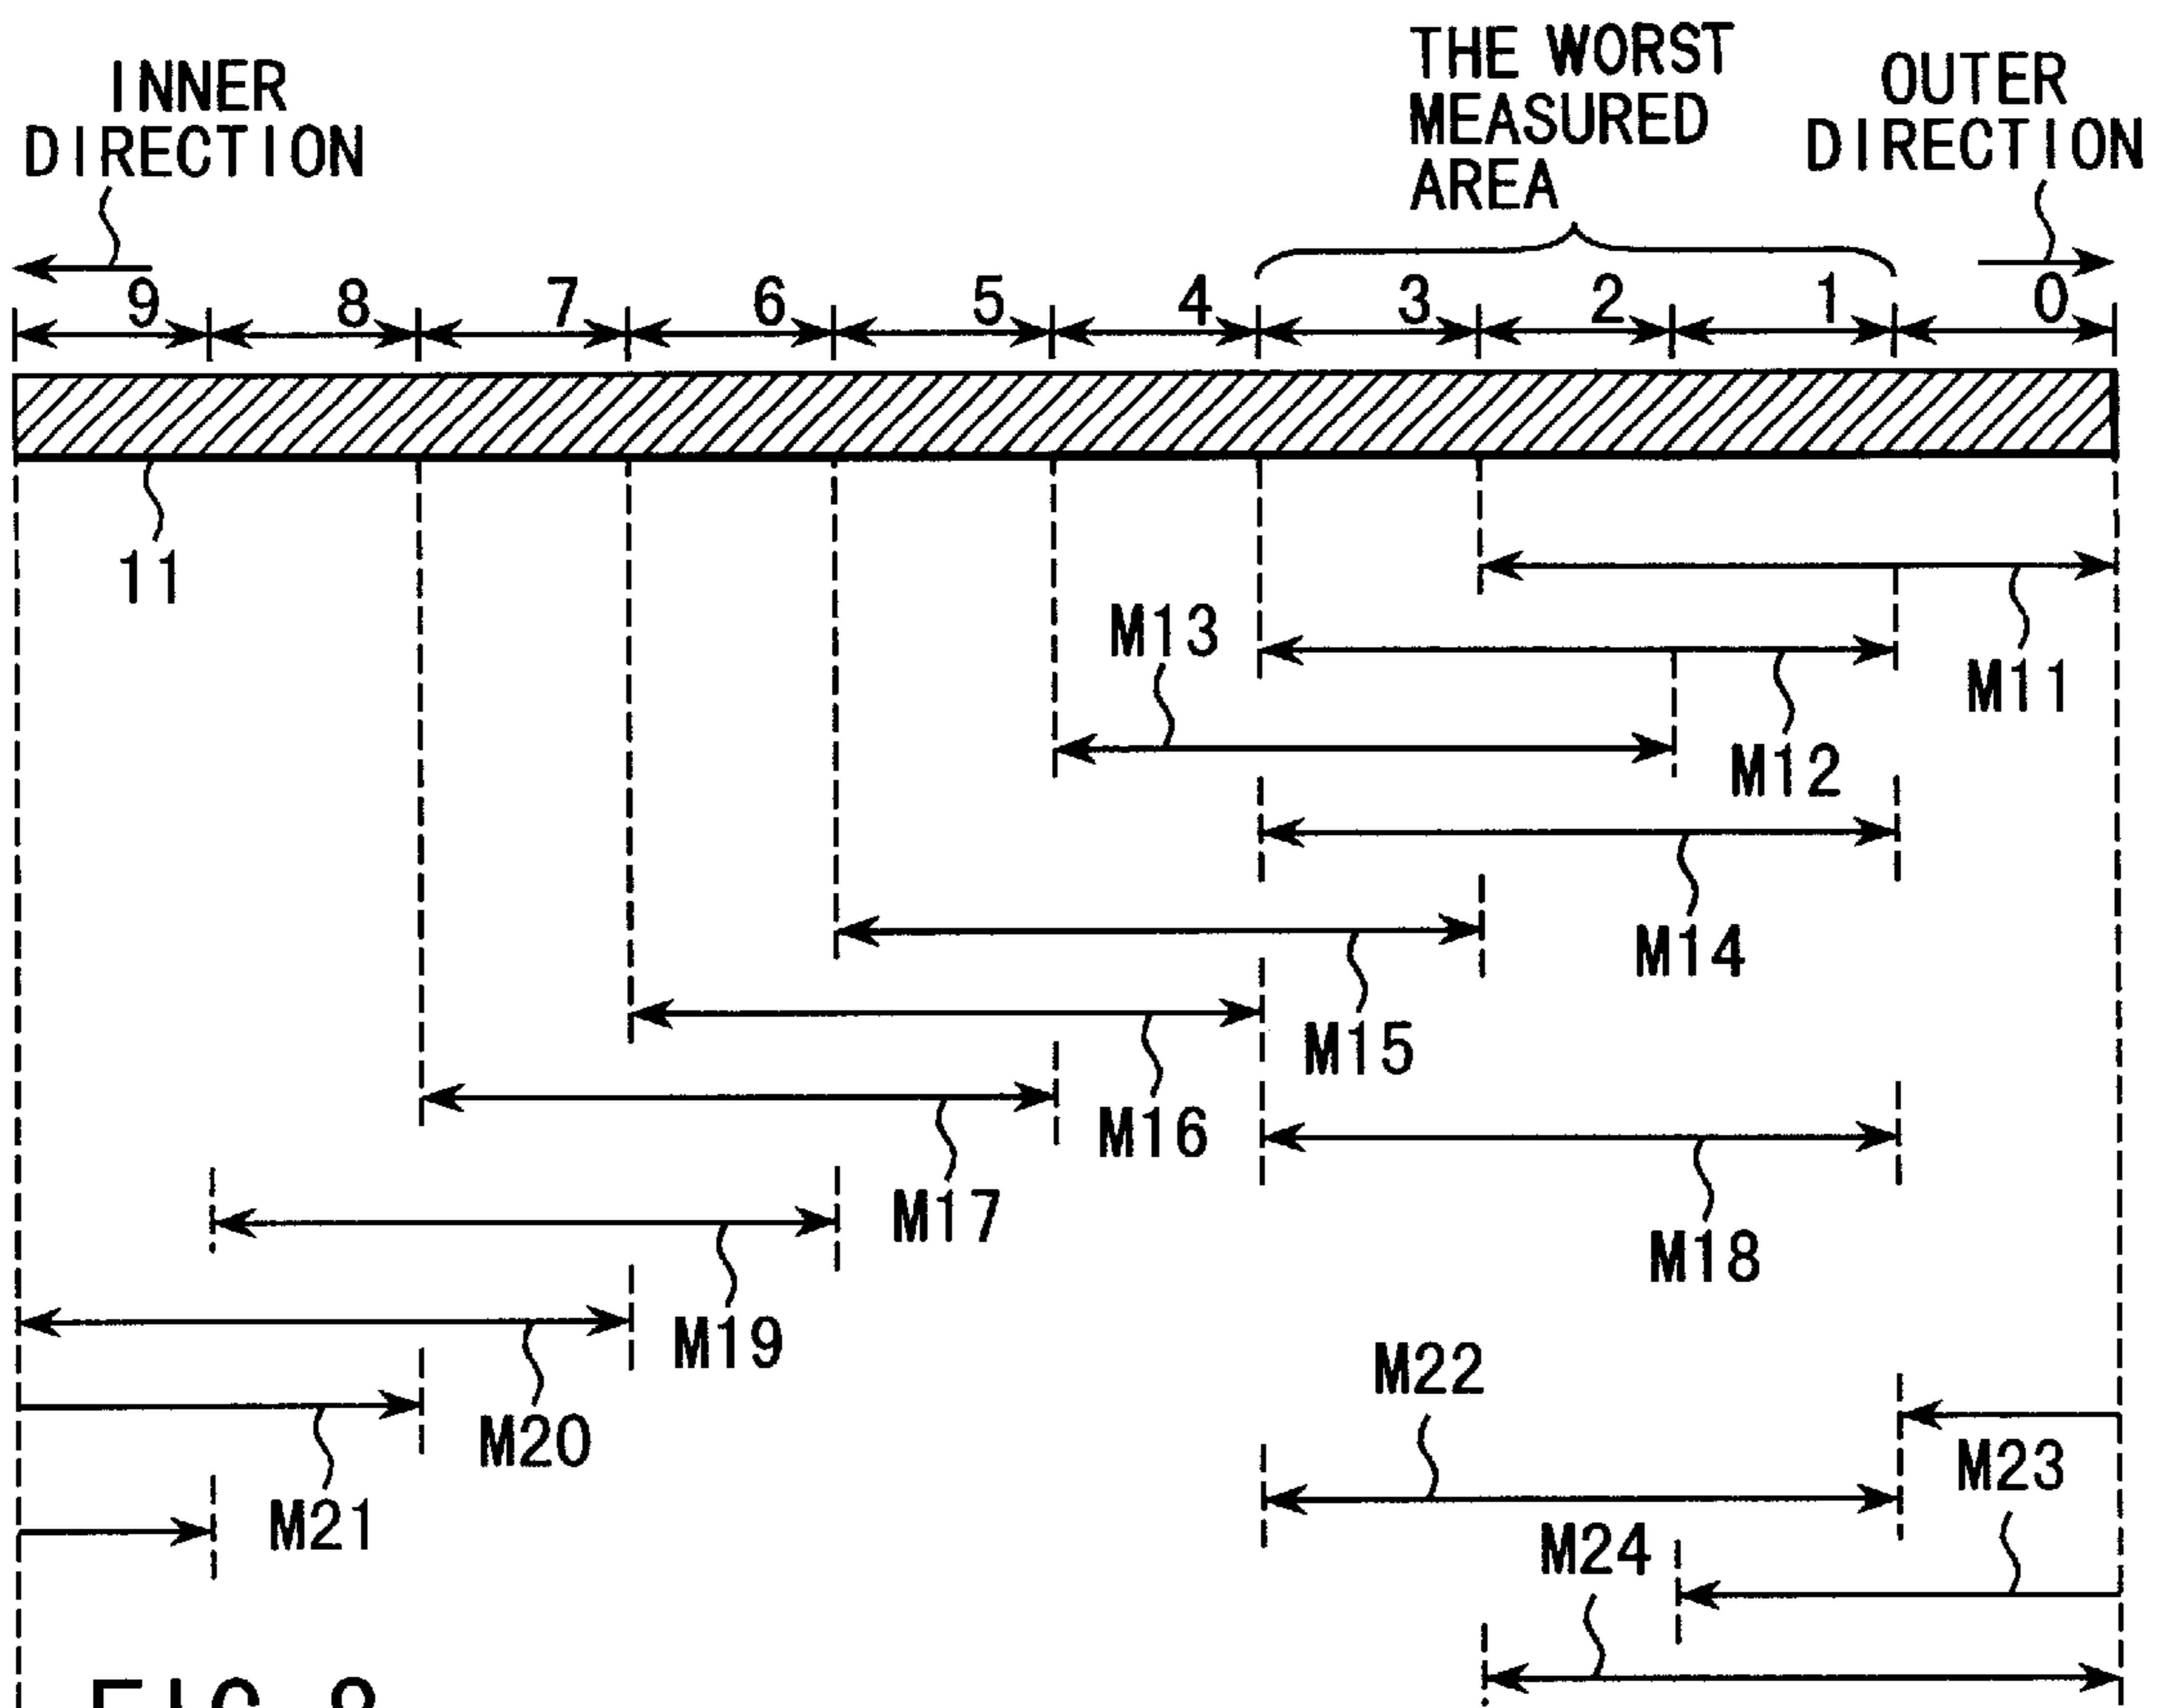 INNER
DIRECTION
THE WORST
MEASURED
AREA
OUTER
DIRECTION
9 8 7 6 5 4 3 2 1 0
11
M11
M13
M12
M14
M15
M16
M17
M18
M19
M20
M22
M23
M21
M24